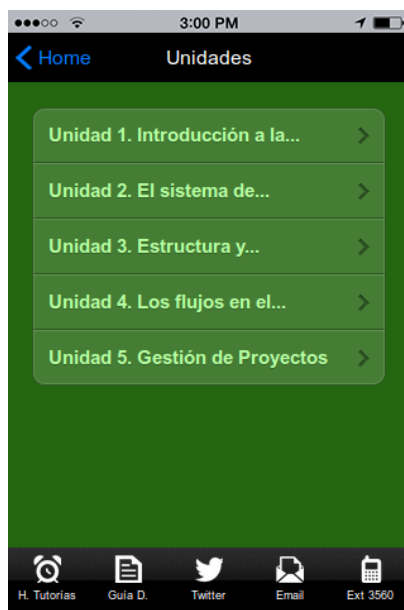 3:00 PM
Home Unidades
Unidad 1. Introducción a la...
Unidad 2. El sistema de...
Unidad 3. Estructura y...
Unidad 4. Los flujos en el...
Unidad 5. Gestión de Proyectos
H. Tutorías Guía D. Twitter Email Ext 3560